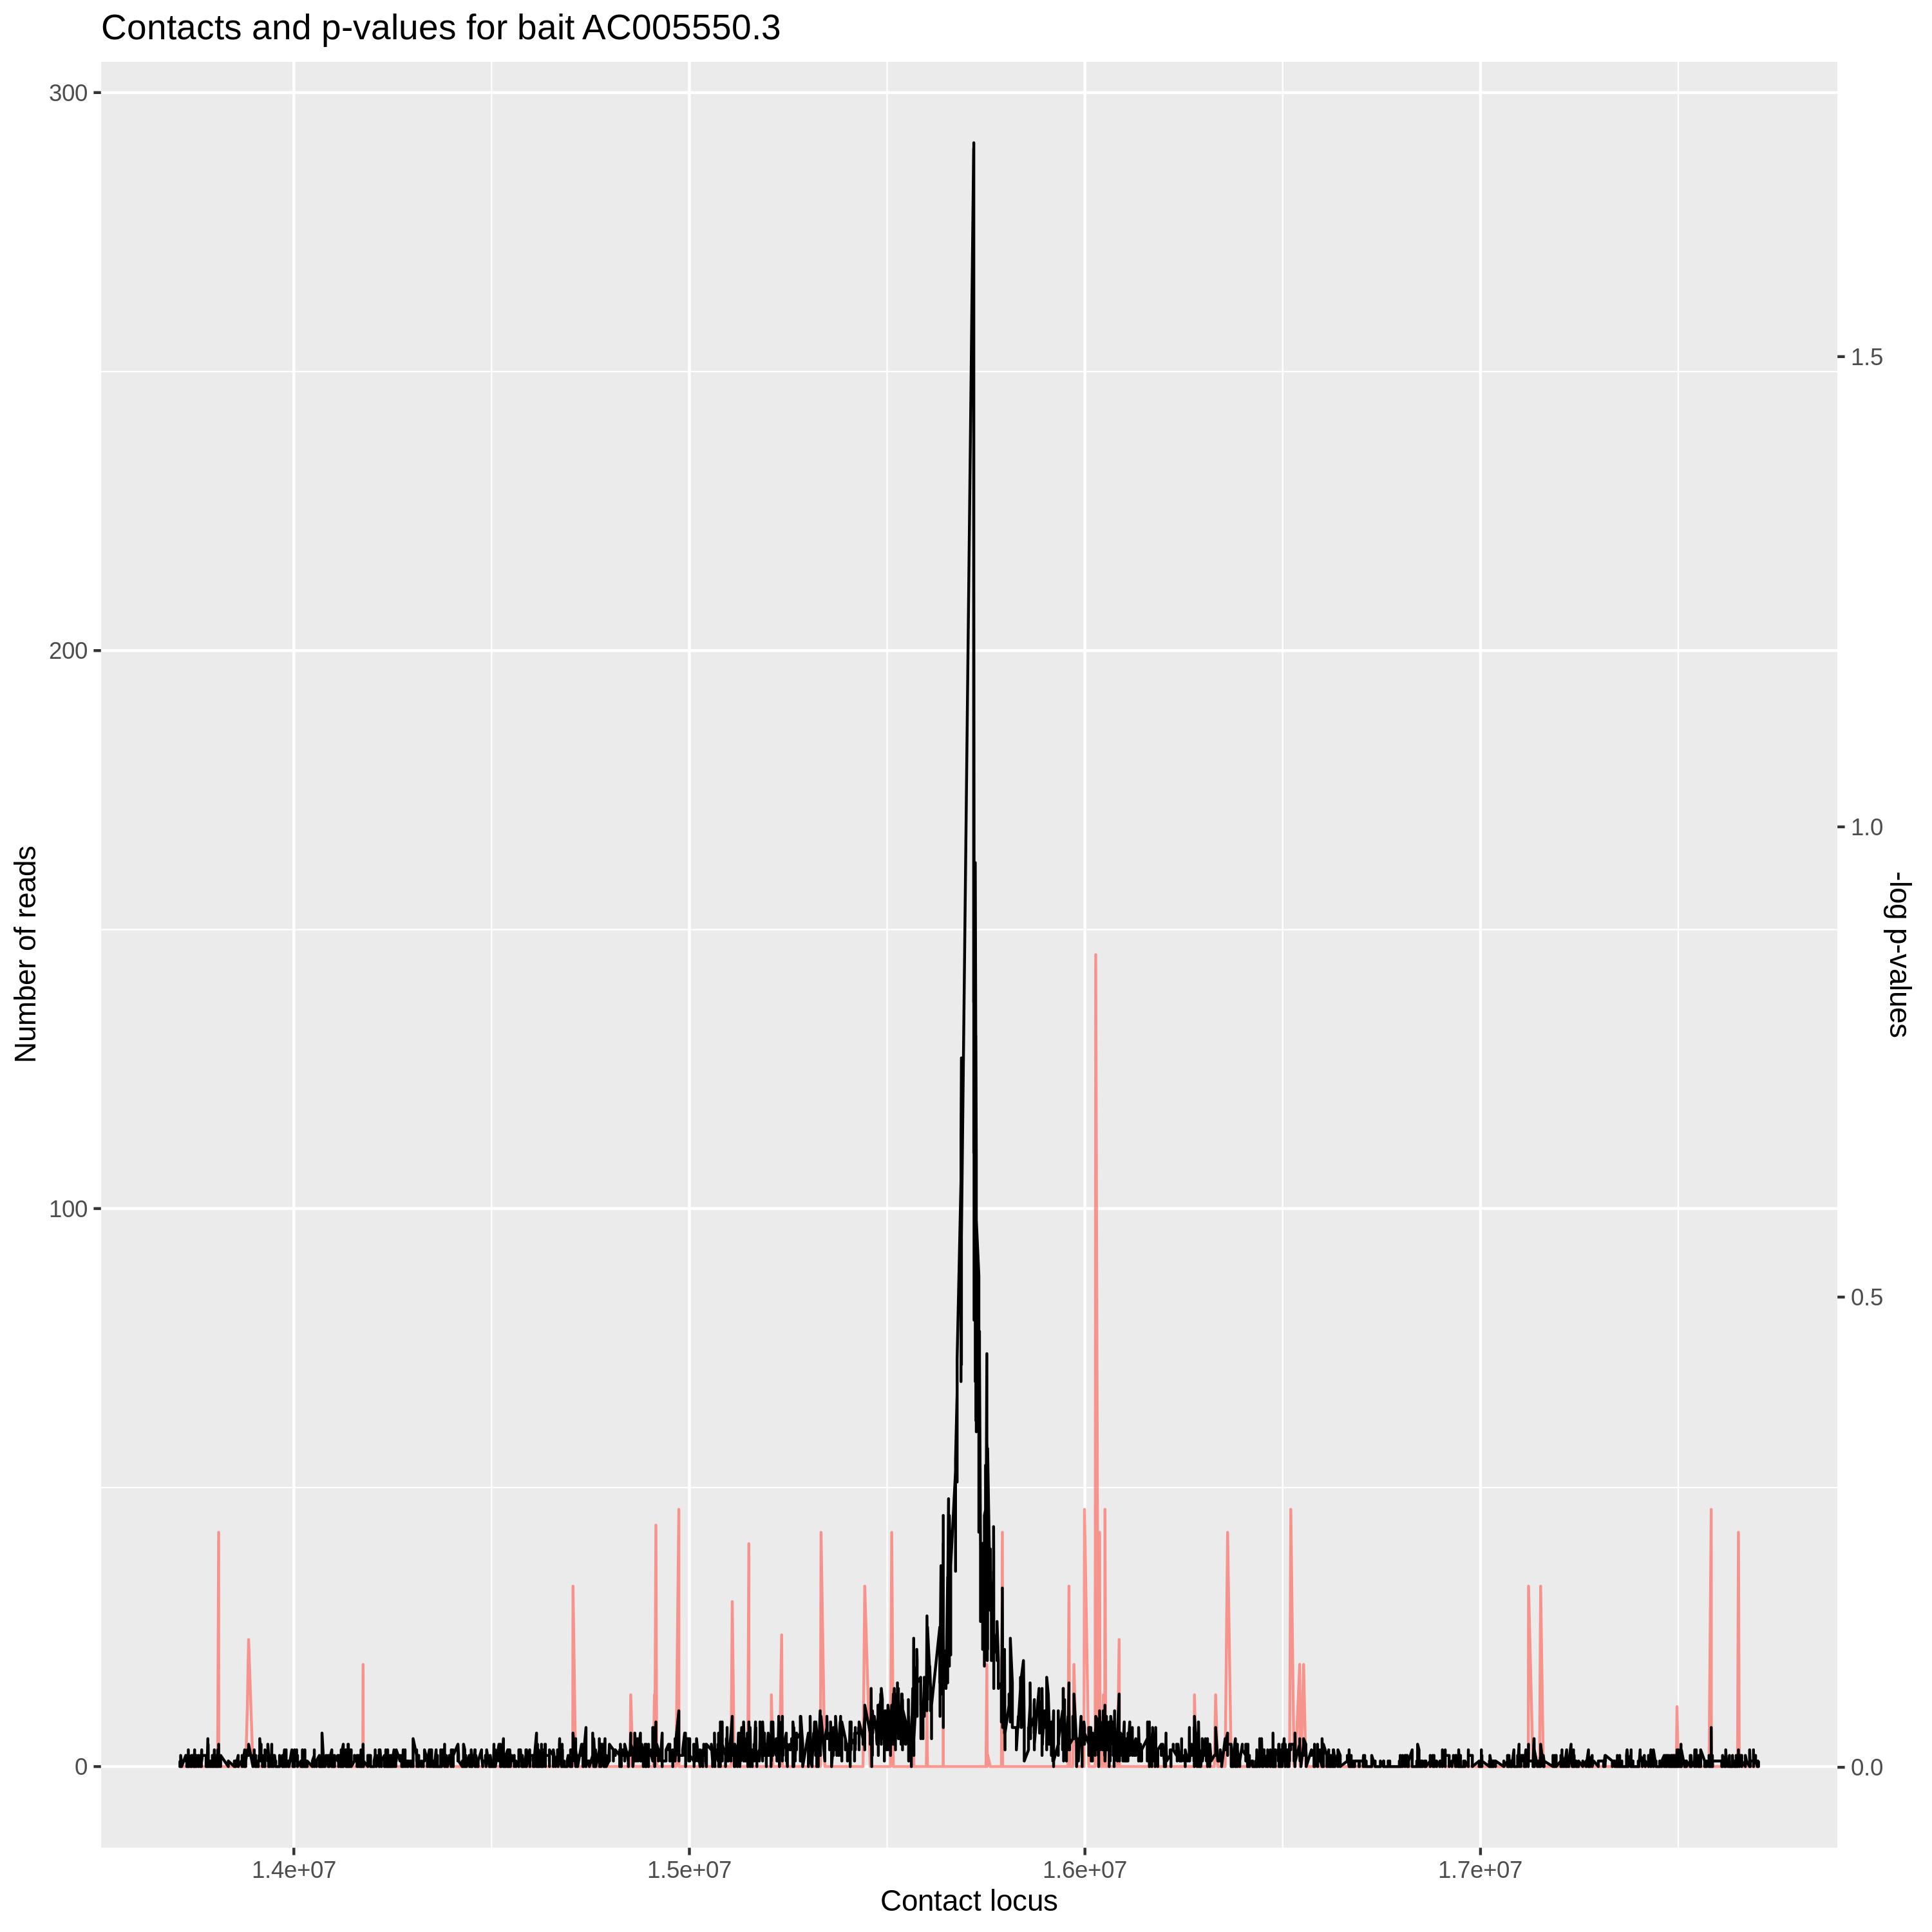 Contacts and p-values for bait AC005550.3
300
200
100
0
1.5
1.0
0.5
0.0
Number of reads
-log p-values
1.4e+07
1.5e+07
1.6e+07
1.7e+07
Contact locus